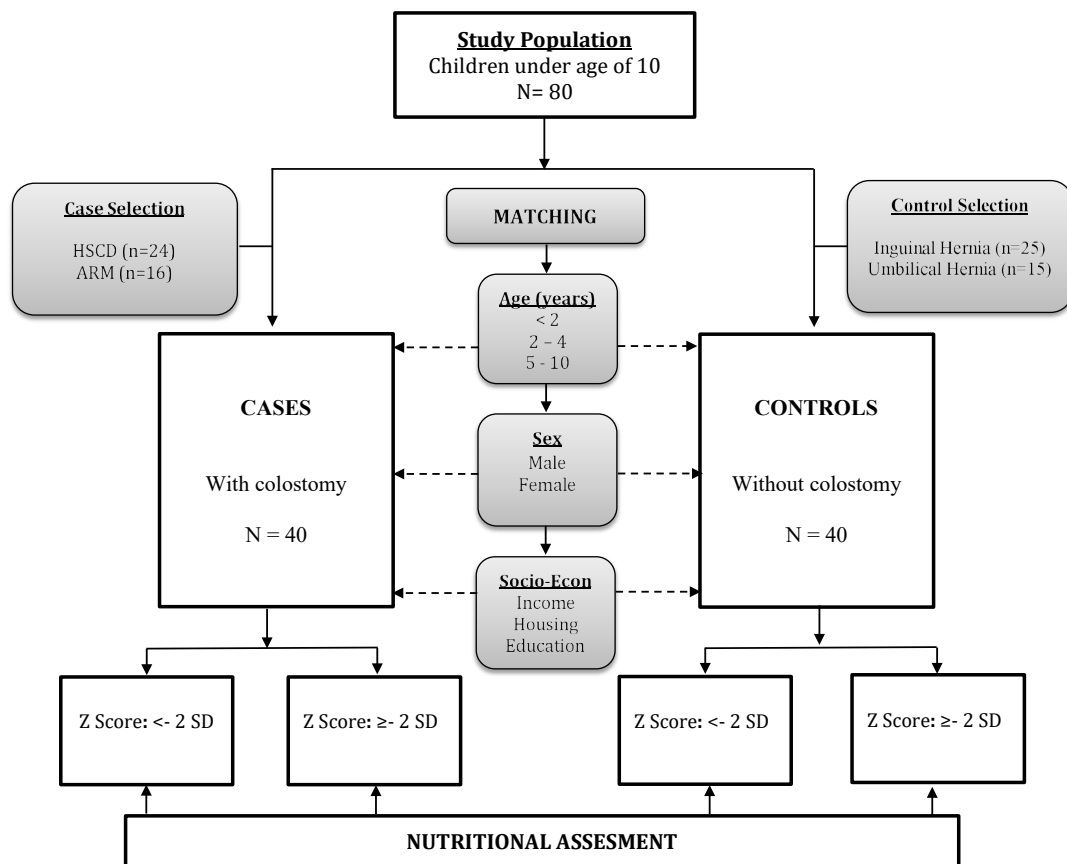 Study Population
Children under age of 10
N= 80
Case Selection
HSCD (n=24)
ARM (n=16)
MATCHING
Control Selection
Inguinal Hernia (n=25)
Umbilical Hernia (n=15)
Age (years)
< 2
2 – 4
5 - 10
CASES
With colostomy
N = 40
Sex
Male
Female
CONTROLS
Without colostomy
N = 40
Socio-Econ
Income
Housing
Education
Z Score: <- 2 SD
Z Score: ≥- 2 SD
Z Score: <- 2 SD
Z Score: ≥- 2 SD
NUTRITIONAL ASSESMENT